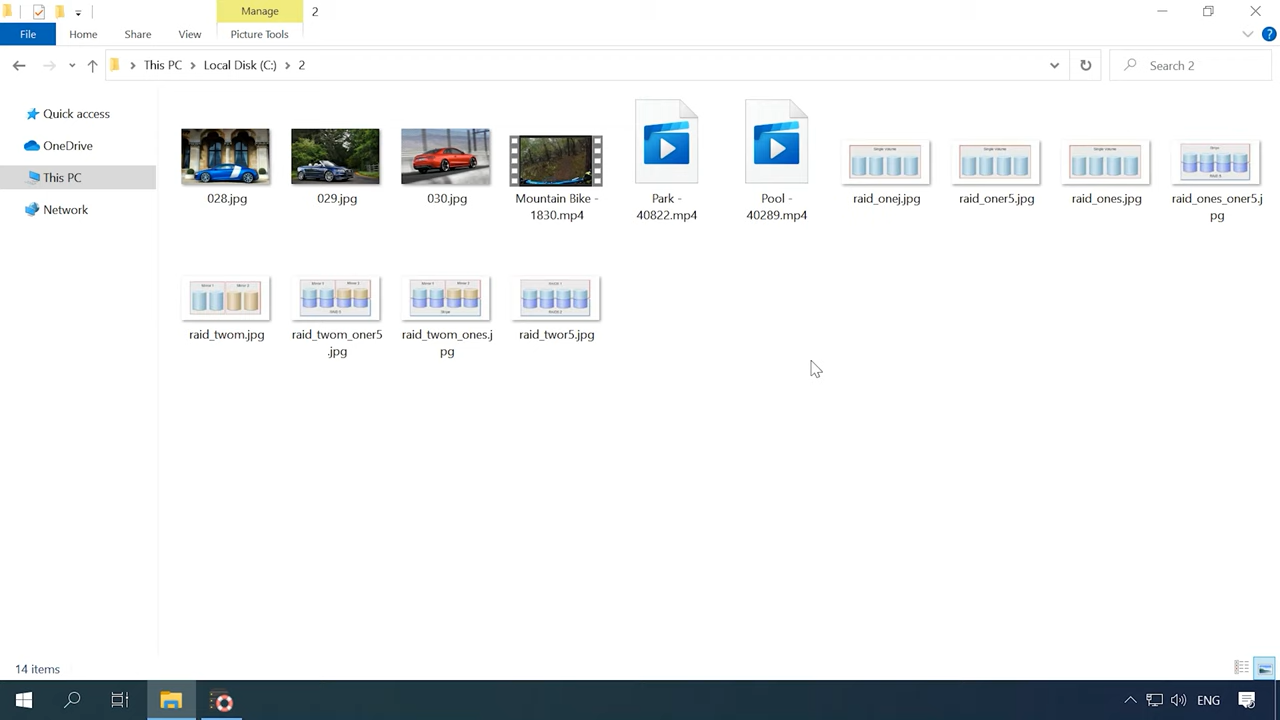 Manage
2
File
Home
Share
View
Picture Tools
This PC
Local Disk (C:)
2
Search 2
Quick access
OneDrive
This PC
Network
028.jpg
029.jpg
030.jpg
Mountain Bike -
1830.mp4
Park -
40822.mp4
Pool -
40289.mp4
raid_onej.jpg
raid_oner5.jpg
raid_ones.jpg
raid_ones_oner5.j
pg
raid_twom.jpg
raid_twom_oner5
.jpg
raid_twom_ones.j
pg
raid_twor5.jpg
14 items
ENG